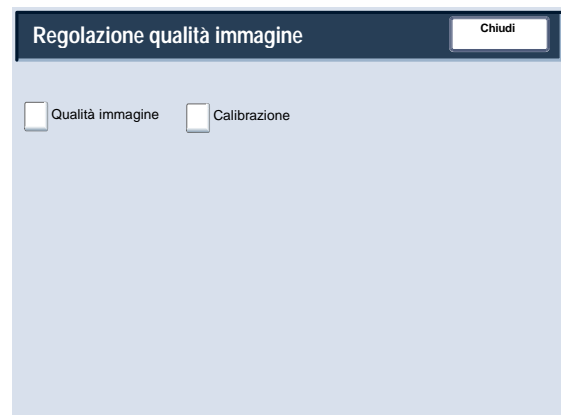 Regolazione qualità immagine
Chiudi
Qualità immagine
Calibrazione